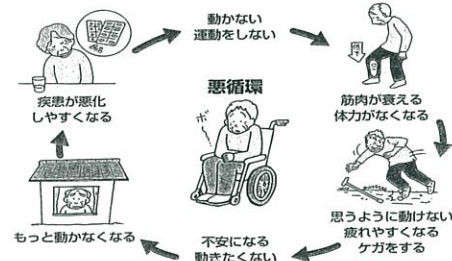 動かない
運動をしない
悪循環
ボー
筋肉が衰える
体力がなくなる
思うように動けない
疲れやすくなる
ケガをする
不安になる
動きたくない
もっと動かなくなる
疾患が悪化
しやすくなる